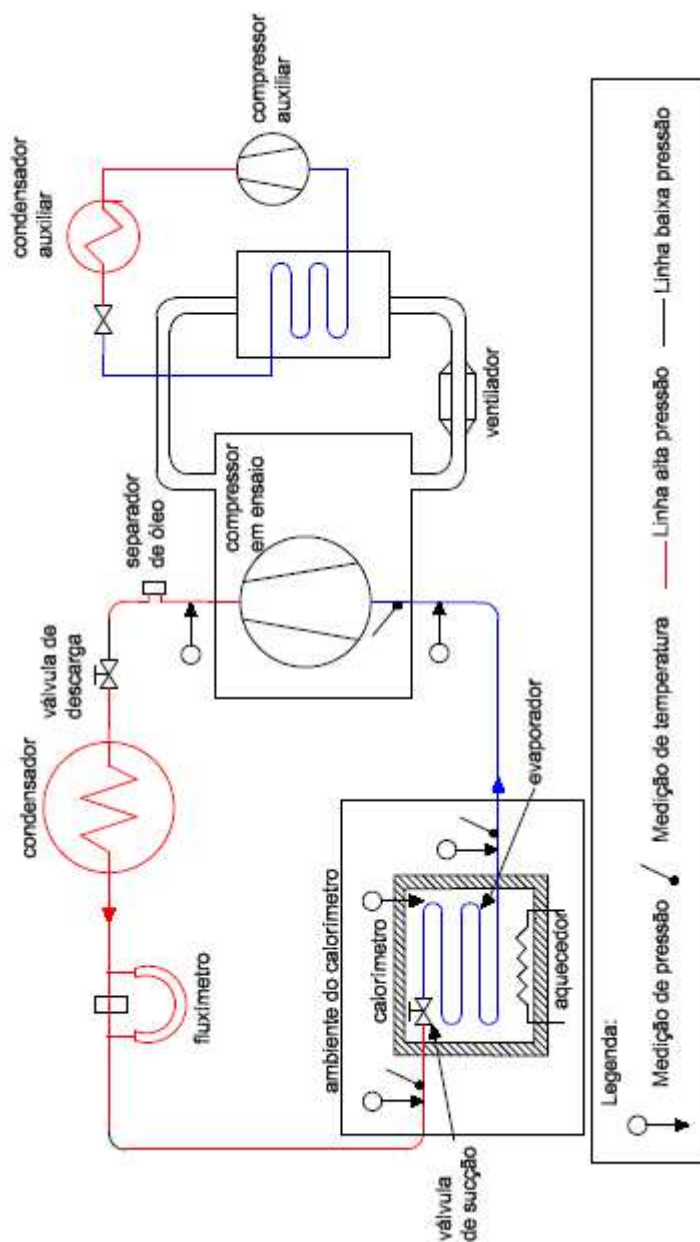 condensador
auxiliar
compressor
auxiliar
válvula de
descarga
separador
de óleo
condensador
compressor
em ensaio
ventilador
fluxímetro
ambiente do calorímetro
calorímetro
aquecedor
evaporador
válvula
de sucção
Legenda:
Medição de pressão
Medição de temperatura
Linha alta pressão
Linha baixa pressão